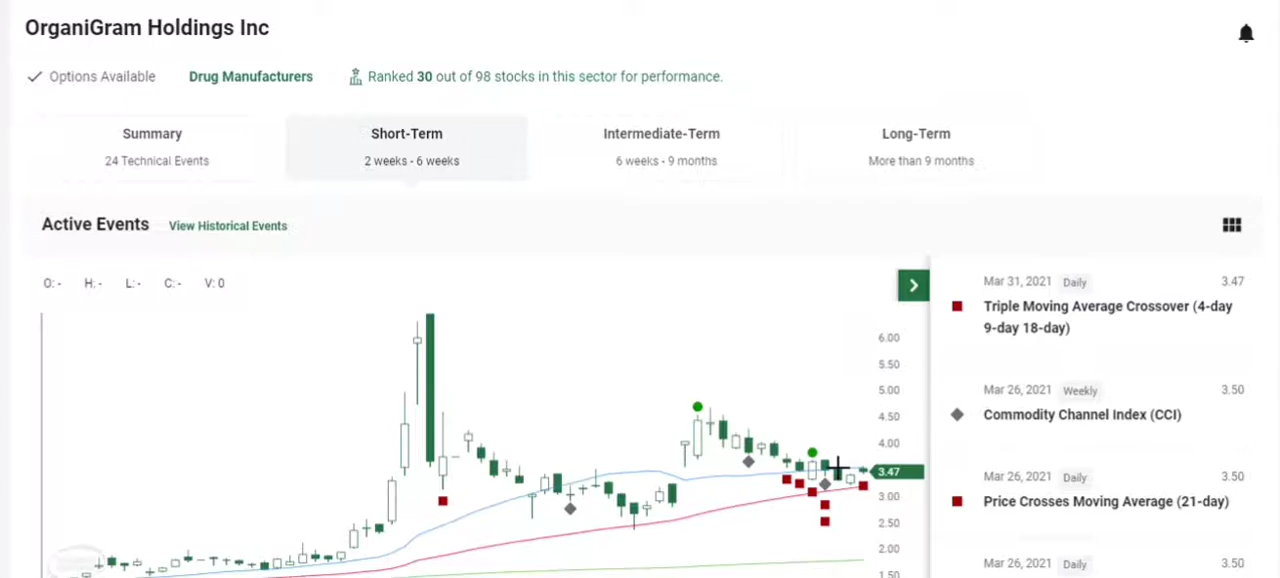 OrganiGram Holdings Inc
Options Available
Drug Manufacturers
Ranked 30 out of 98 stocks in this sector for performance.
Summary
24 Technical Events
Short-Term
2 weeks - 6 weeks
Intermediate-Term
6 weeks - 9 months
Long-Term
More than 9 months
Active Events
View Historical Events
O: - H: - L: - C: - V: 0
6.00
5.50
5.00
4.50
4.00
3.47
3.00
2.50
2.00
1.50
Mar 31, 2021 Daily 3.47
Triple Moving Average Crossover (4-day
9-day 18-day)
Mar 26, 2021 Weekly 3.50
Commodity Channel Index (CCI)
Mar 26, 2021 Daily 3.50
Price Crosses Moving Average (21-day)
Mar 26, 2021 Daily 3.50